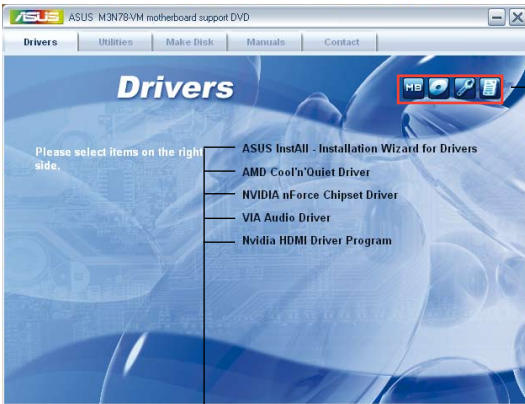 ASUS ASUS M3N78-VM motherboard support DVD
Drivers Utilities Make Disk Manuals Contact
Drivers
MB
Please select items on the right
side.
ASUS InstAll - Installation Wizard for Drivers
AMD Cool'n'Quiet Driver
NVIDIA nForce Chipset Driver
VIA Audio Driver
Nvidia HDMI Driver Program